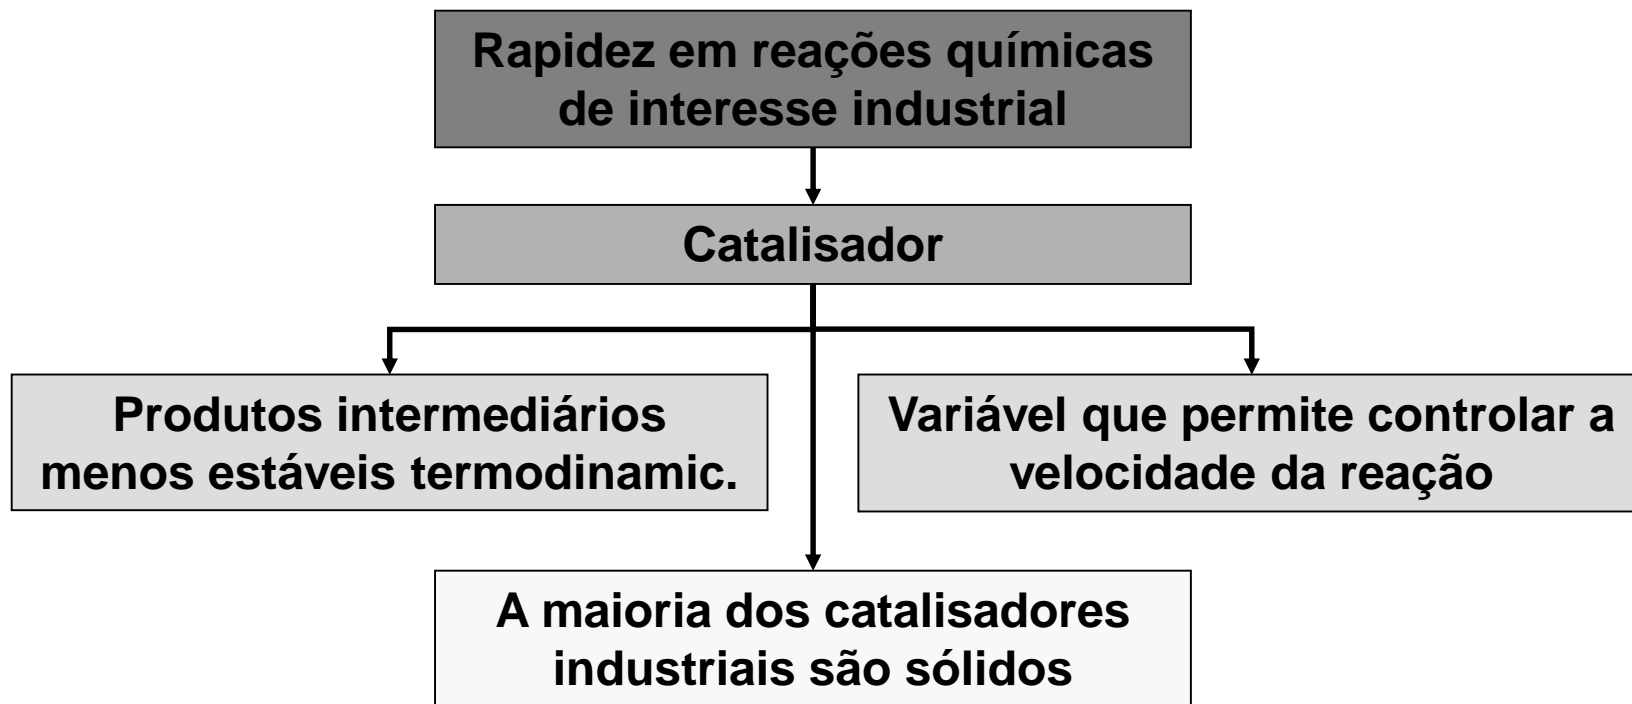 Rapidez em reações químicas
de interesse industrial
Catalisador
Produtos intermediários
menos estáveis termodinamic.
Variável que permite controlar a
velocidade da reação
A maioria dos catalisadores
industriais são sólidos